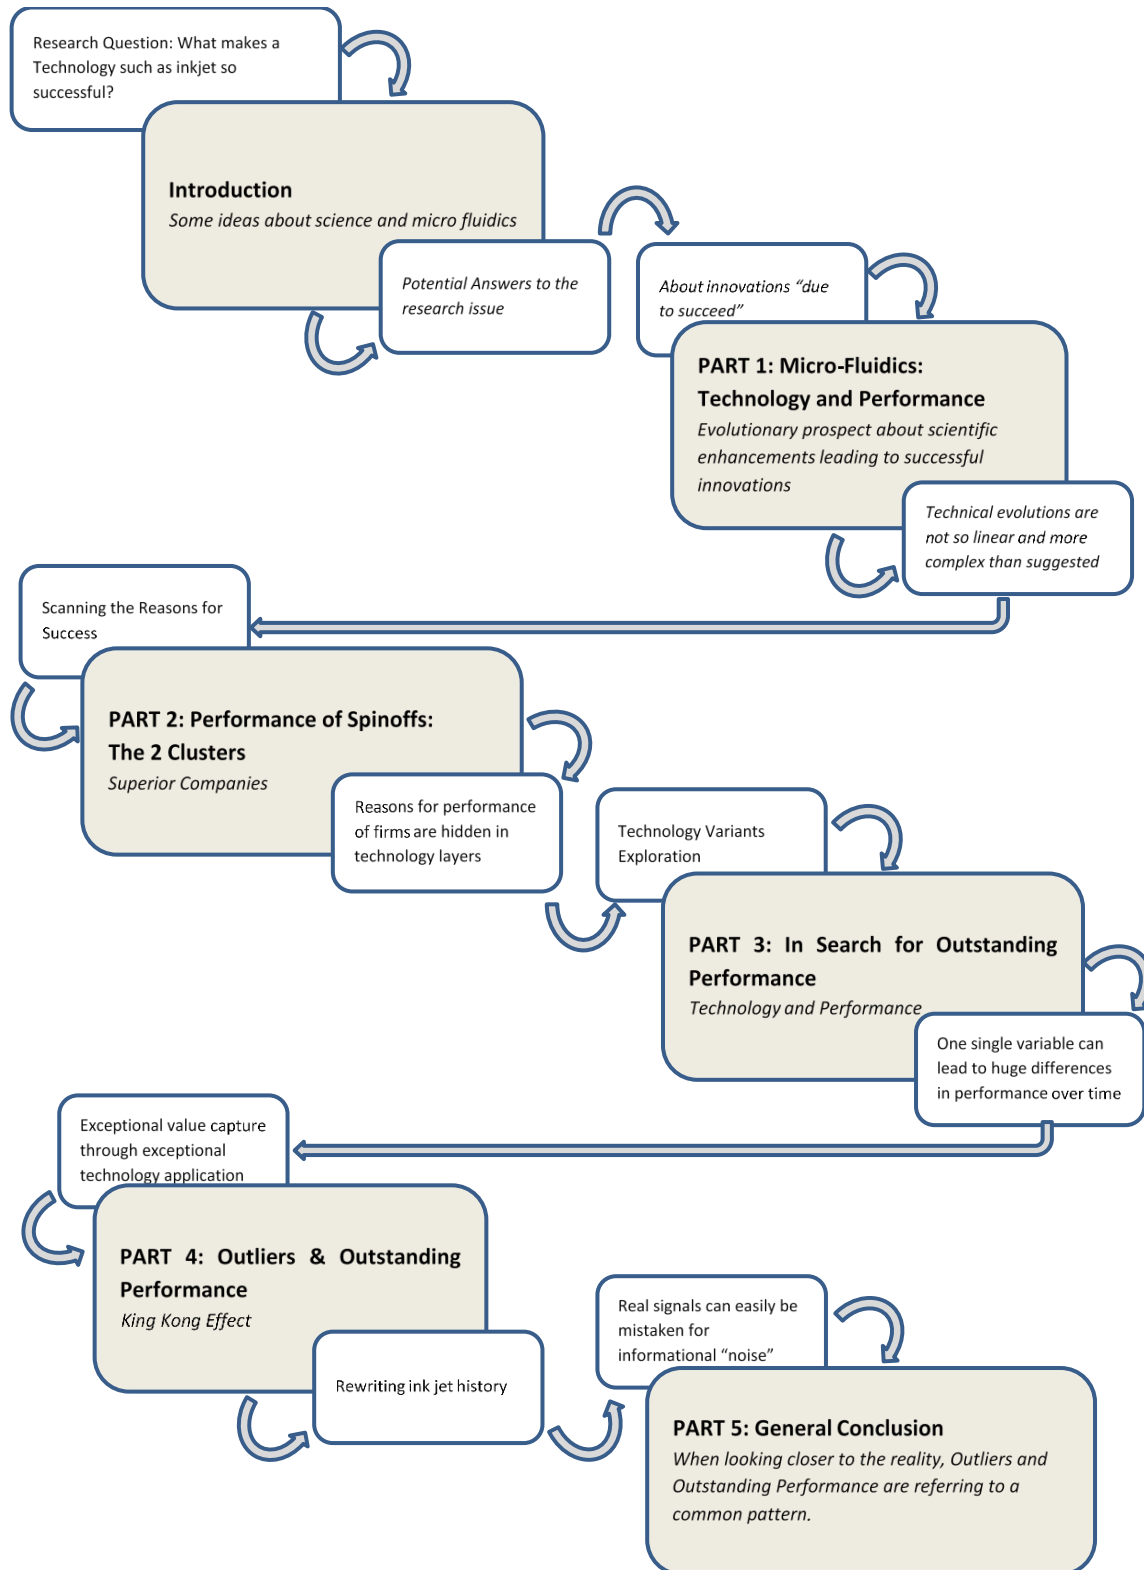 Research Question: What makes a
Technology such as inkjet so
successful?
Introduction
Some ideas about science and micro fluidics
Potential Answers to the
research issue
About innovations “due
to succeed”
PART 1: Micro-Fluidics:
Technology and Performance
Evolutionary prospect about scientific
enhancements leading to successful
innovations
Technical evolutions are
not so linear and more
complex than suggested
Scanning the Reasons for
Success
PART 2: Performance of Spinoffs:
The 2 Clusters
Superior Companies
Reasons for performance
of firms are hidden in
technology layers
Technology Variants
Exploration
PART 3: In Search for Outstanding
Performance
Technology and Performance
One single variable can
lead to huge differences
in performance over time
Exceptional value capture
through exceptional
technology application
PART 4: Outliers & Outstanding
Performance
King Kong Effect
Rewriting ink jet history
Real signals can easily be
mistaken for
informational “noise”
PART 5: General Conclusion
When looking closer to the reality, Outliers and
Outstanding Performance are referring to a
common pattern.